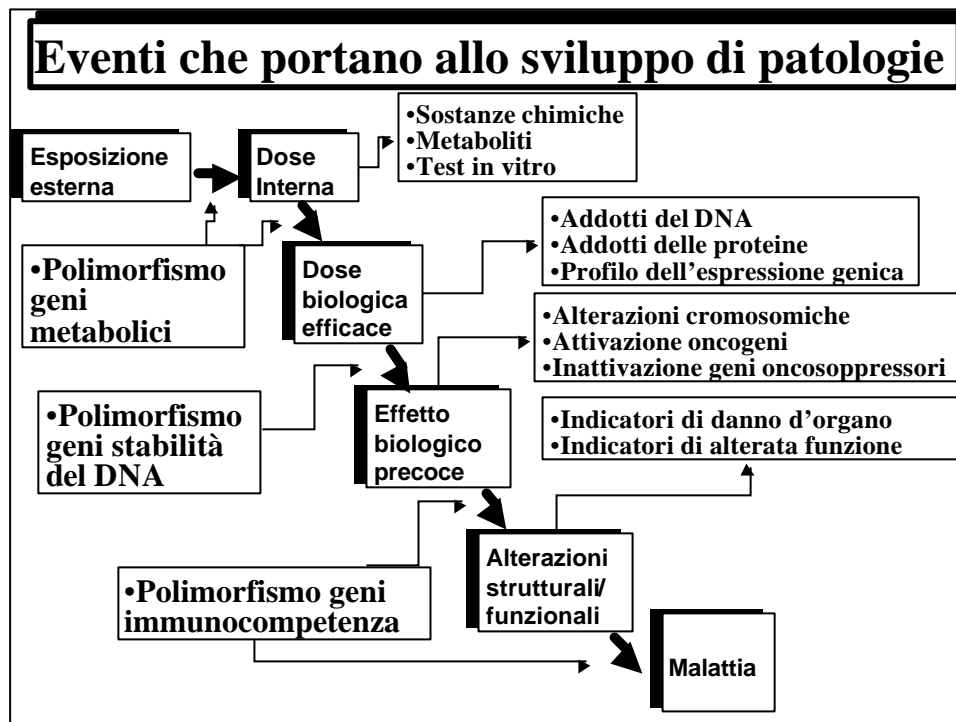 Eventi che portano allo sviluppo di patologie
•Sostanze chimiche
•Metaboliti
•Test in vitro
Esposizione
esterna
Dose
Interna
•Addotti del DNA
•Addotti delle proteine
•Profilo dell'espressione genica
•Polimorfismo
geni
metabolici
Dose
biologica
efficace
•Alterazioni cromosomiche
•Attivazione oncogeni
•Inattivazione geni oncosoppressori
•Polimorfismo
geni stabilità
del DNA
Effetto
biologico
precoce
•Indicatori di danno d'organo
•Indicatori di alterata funzione
Alterazioni
strutturali/
funzionali
•Polimorfismo geni
immunocompetenza
Malattia